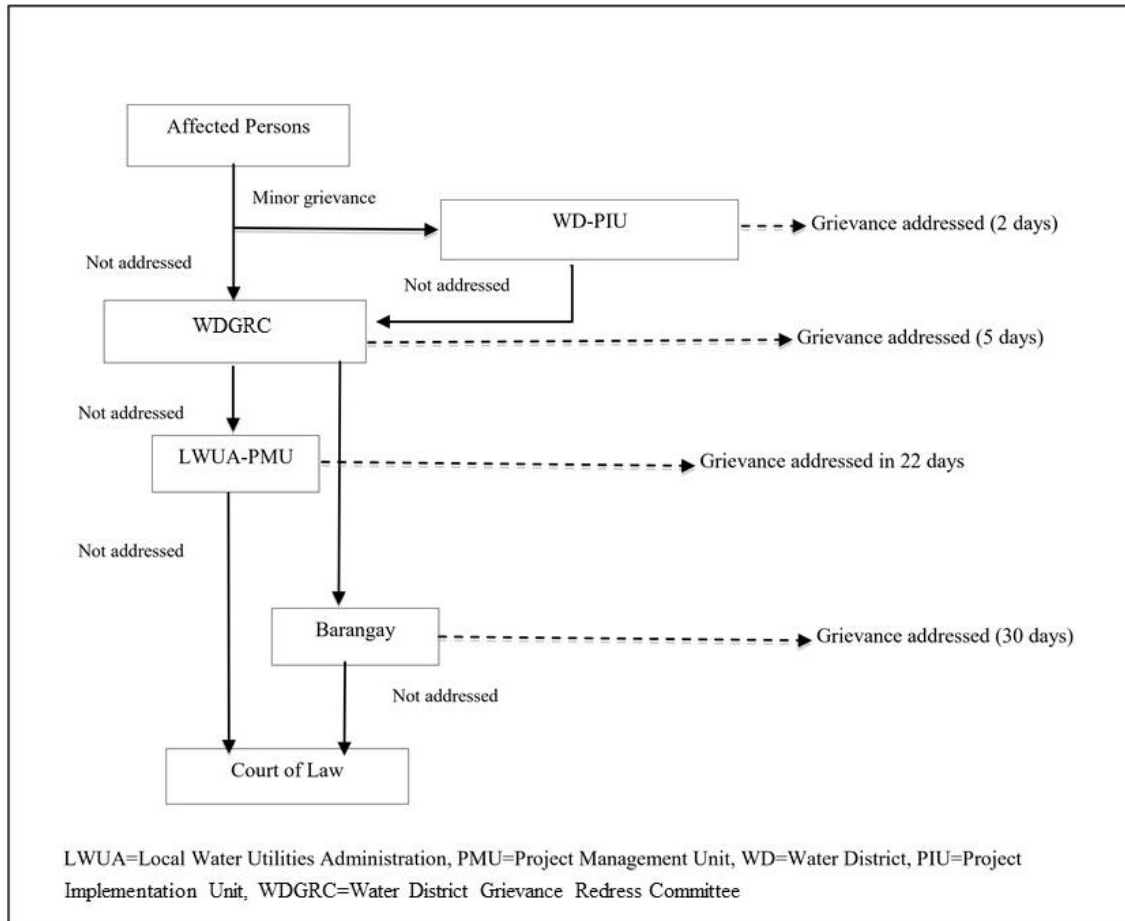 Affected Persons
Minor grievance
WD-PIU
Grievance addressed (2 days)
Not addressed
Not addressed
WDGRC
Grievance addressed (5 days)
Not addressed
LWUA-PMU
Grievance addressed in 22 days
Not addressed
Barangay
Grievance addressed (30 days)
Not addressed
Court of Law
LWUA=Local Water Utilities Administration, PMU=Project Management Unit, WD=Water District, PIU=Project
Implementation Unit, WDGRC=Water District Grievance Redress Committee